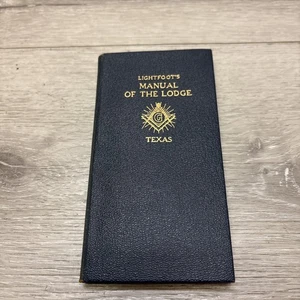 LIGHTFOOT'S
MANUAL
OF THE LODGE
G
TEXAS